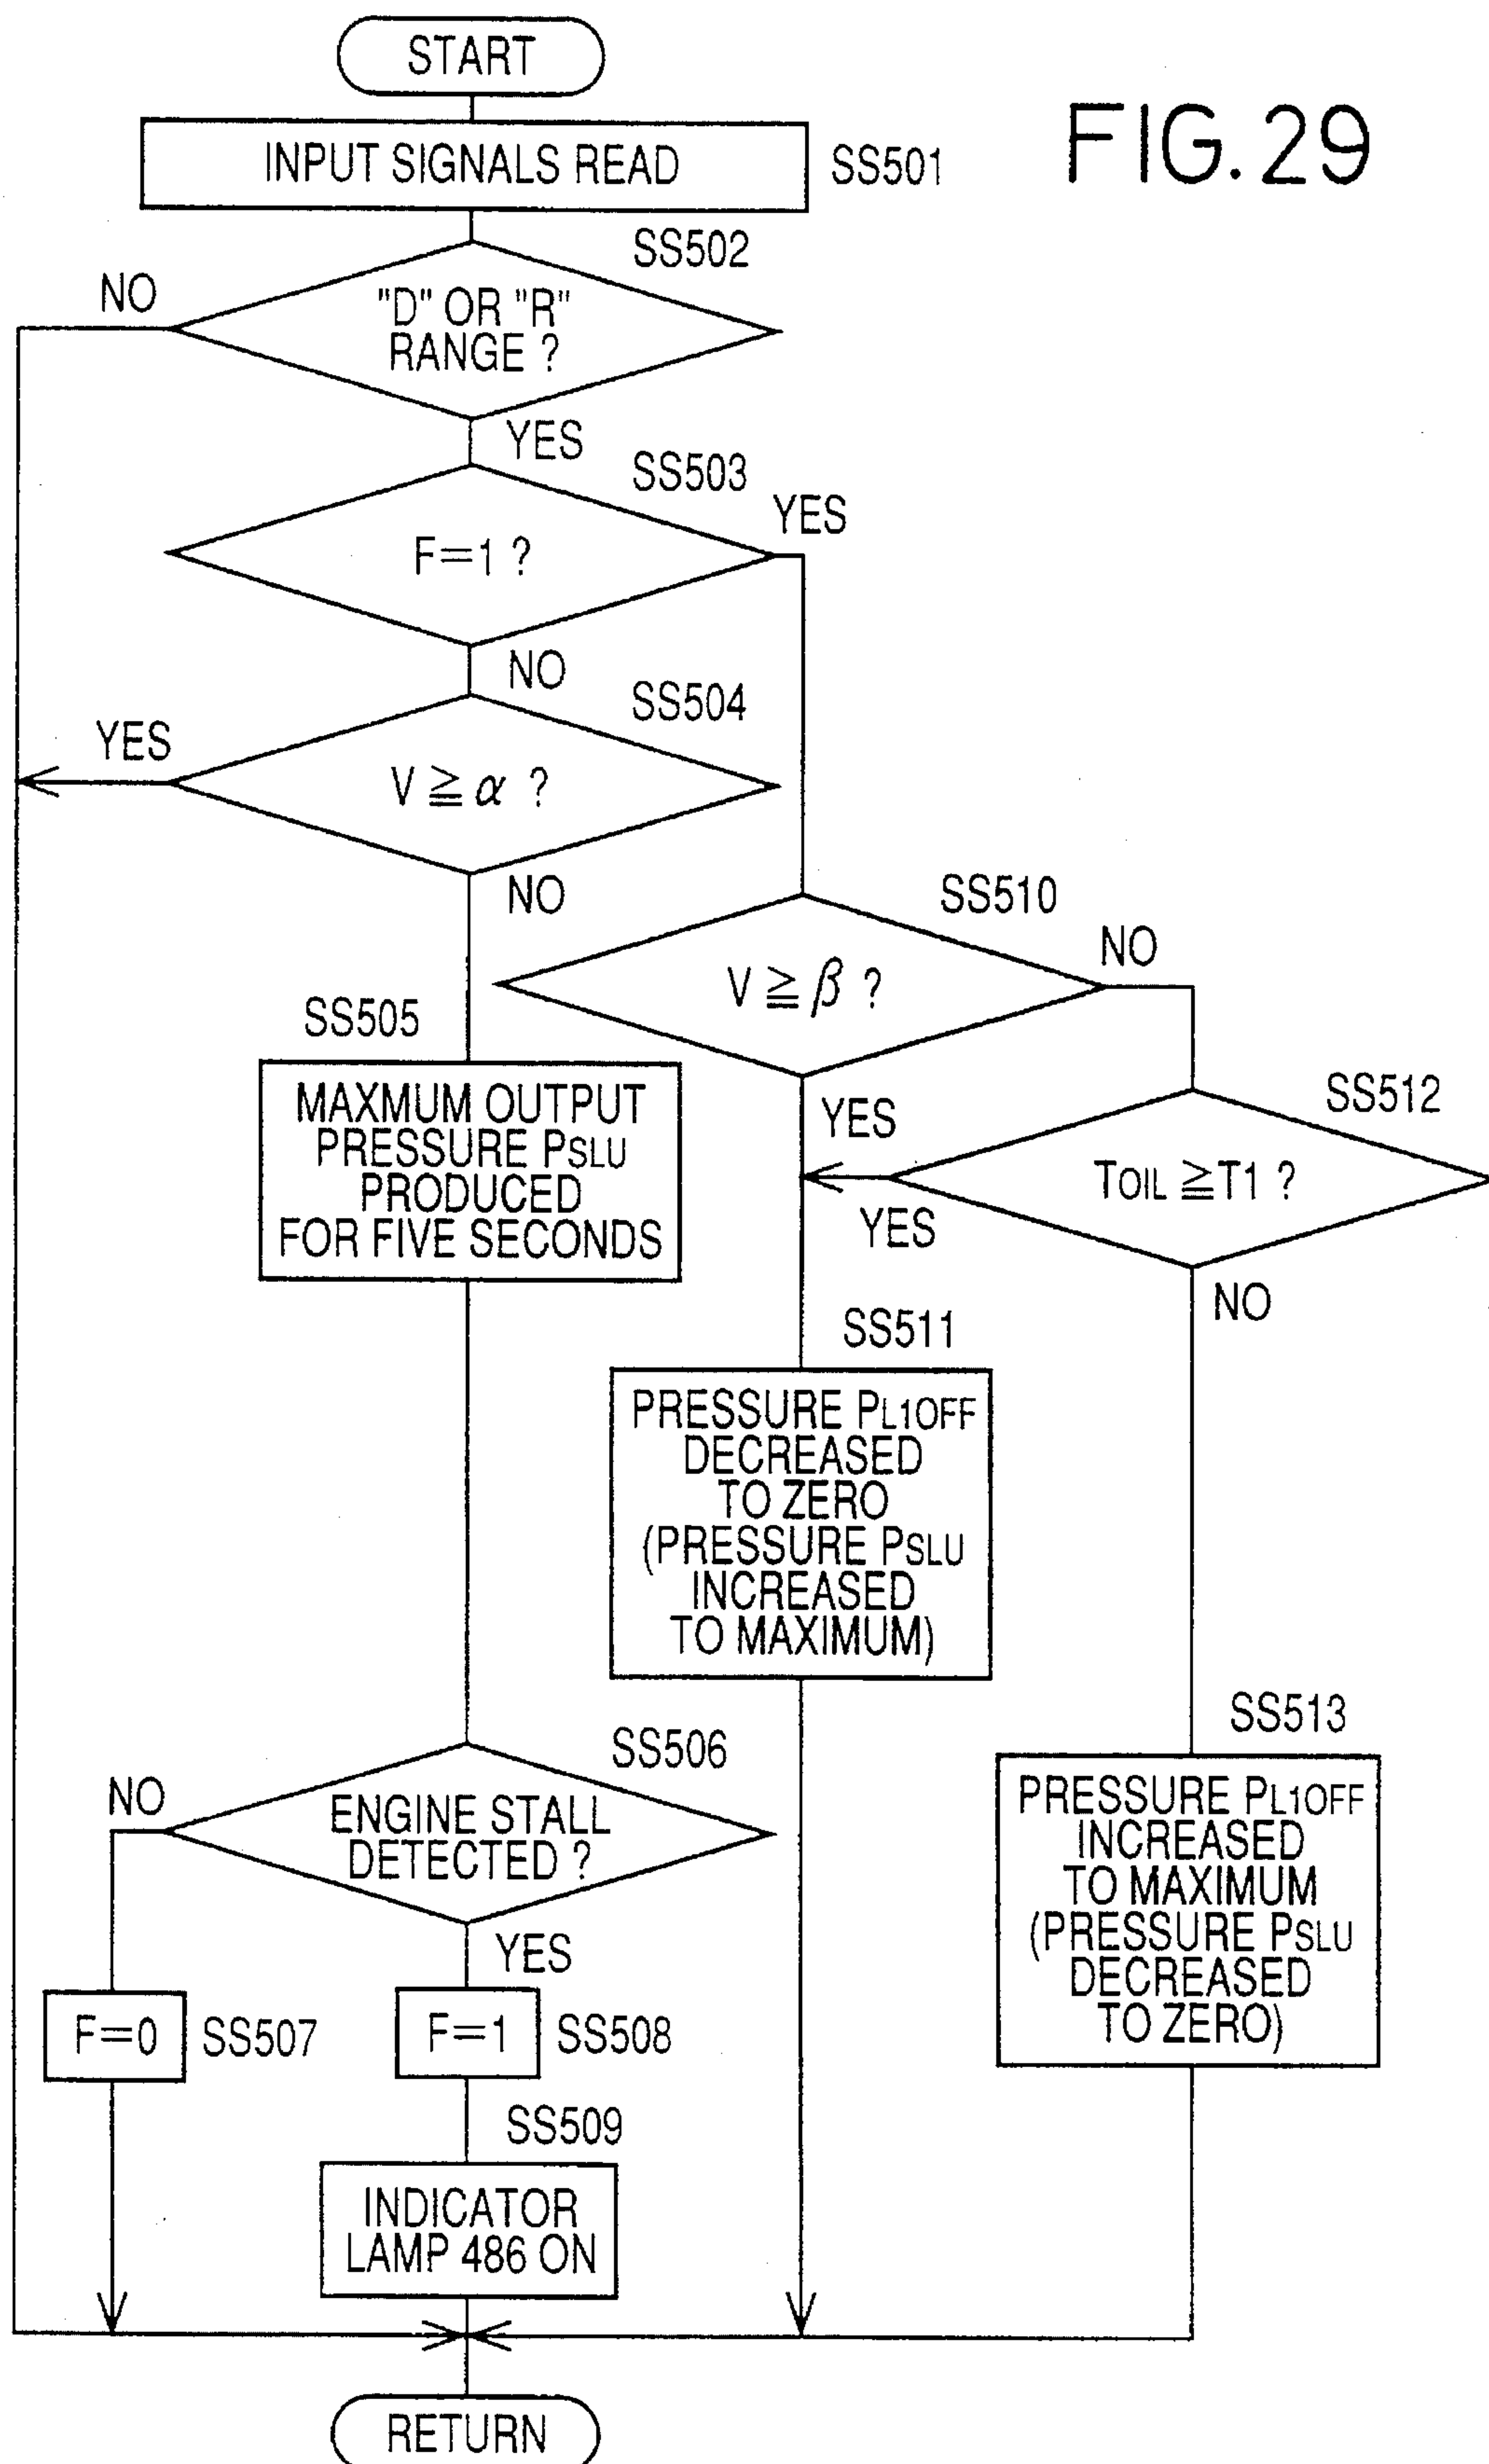 START
FIG. 29
INPUT SIGNALS READ
SS501
SS502
NO
"D" OR "R"
RANGE ?
YES
SS503
YES
F=1 ?
NO
SS504
YES
V ≧ α ?
NO
SS510
NO
V ≧ β ?
SS505
MAXMUM OUTPUT
PRESSURE PSLU
PRODUCED
FOR FIVE SECONDS
YES
SS512
TOIL ≧ T1 ?
YES
NO
SS511
PRESSURE PL1OFF
DECREASED
TO ZERO
(PRESSURE PSLU
INCREASED
TO MAXIMUM)
SS513
PRESSURE PL1OFF
INCREASED
TO MAXIMUM
(PRESSURE PSLU
DECREASED
TO ZERO)
SS506
NO
ENGINE STALL
DETECTED ?
YES
F=0
SS507
F=1
SS508
SS509
INDICATOR
LAMP 486 ON
RETURN